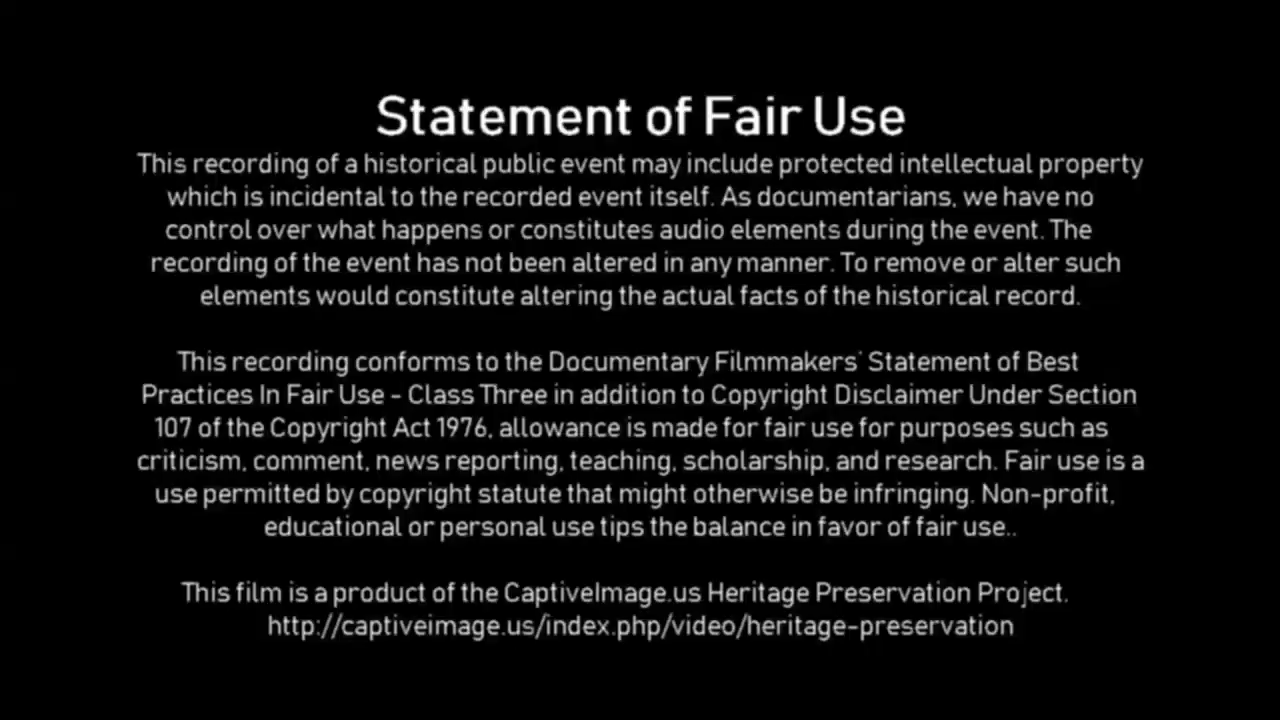 Statement of Fair Use
This recording of a historical public event may include protected intellectual property
which is incidental to the recorded event itself. As documentarians, we have no
control over what happens or constitutes audio elements during the event. The
recording of the event has not been altered in any manner. To remove or alter such
elements would constitute altering the actual facts of the historical record.
This recording conforms to the Documentary Filmmakers' Statement of Best
Practices In Fair Use - Class Three in addition to Copyright Disclaimer Under Section
107 of the Copyright Act 1976, allowance is made for fair use for purposes such as
criticism, comment, news reporting, teaching, scholarship, and research. Fair use is a
use permitted by copyright statute that might otherwise be infringing. Non-profit,
educational or personal use tips the balance in favor of fair use..
This film is a product of the CaptiveImage.us Heritage Preservation Project.
http://captiveimage.us/index.php/video/heritage-preservation